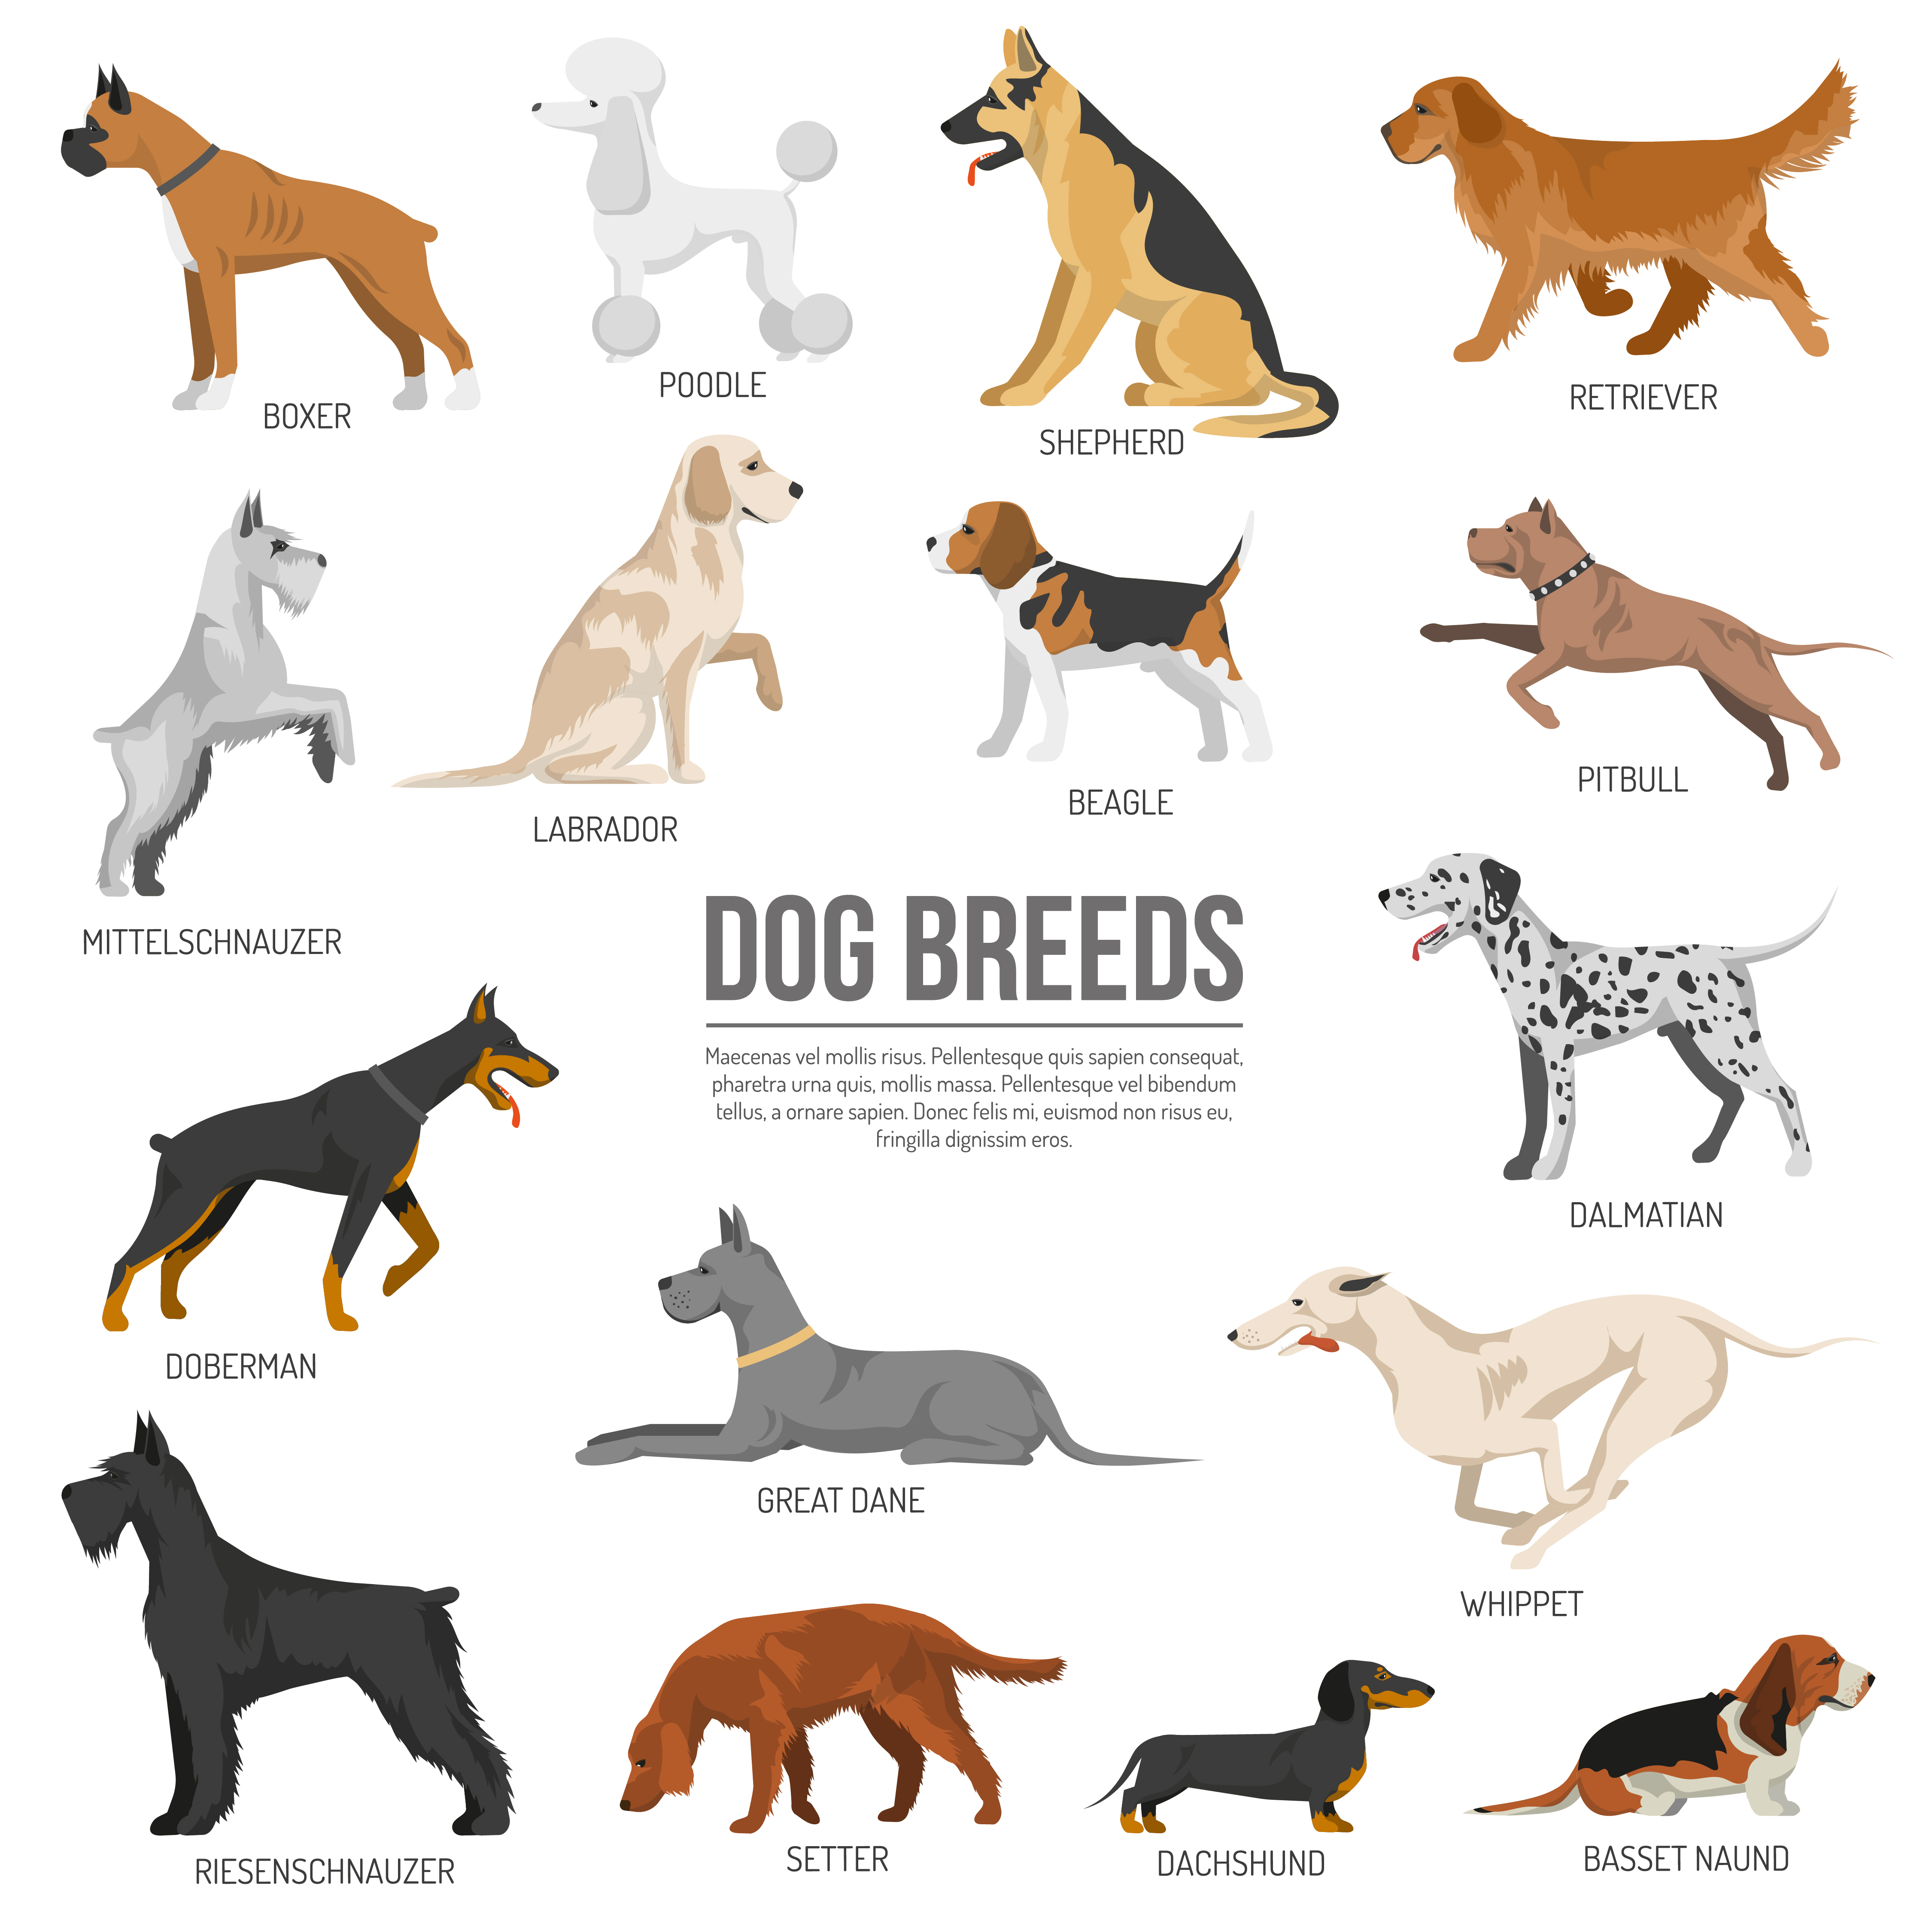 BOXER
POODLE
SHEPHERD
RETRIEVER
MITTELSCHNAUZER
LABRADOR
BEAGLE
PITBULL
DOG BREEDS
Maecenas vel mollis risus. Pellentesque quis sapien consequat,
pharetra urna quis, mollis massa. Pellentesque vel bibendum
tellus, a ornare sapien. Donec felis mi, euismod non risus eu,
fringilla dignissim eros.
DALMATIAN
DOBERMAN
GREAT DANE
WHIPPET
RIESENSCHNAUZER
SETTER
DACHSHUND
BASSET NAUND